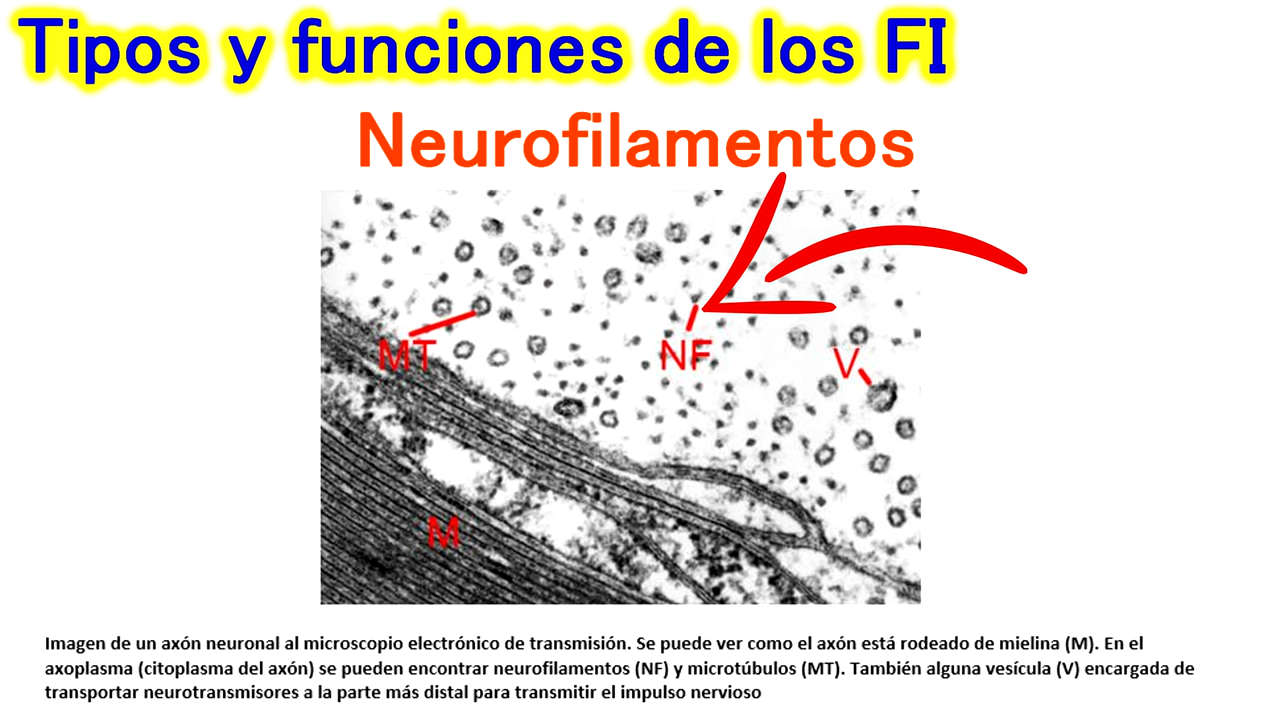 Tipos y funciones de los FI
Neurofilamentos
MT
NF
V
M
Imagen de un axón neuronal al microscopio electrónico de transmisión. Se puede ver como el axón está rodeado de mielina (M). En el
axoplasma (citoplasma del axón) se pueden encontrar neurofilamentos (NF) y microtúbulos (MT). También alguna vesícula (V) encargada de
transportar neurotransmisores a la parte más distal para transmitir el impulso nervioso